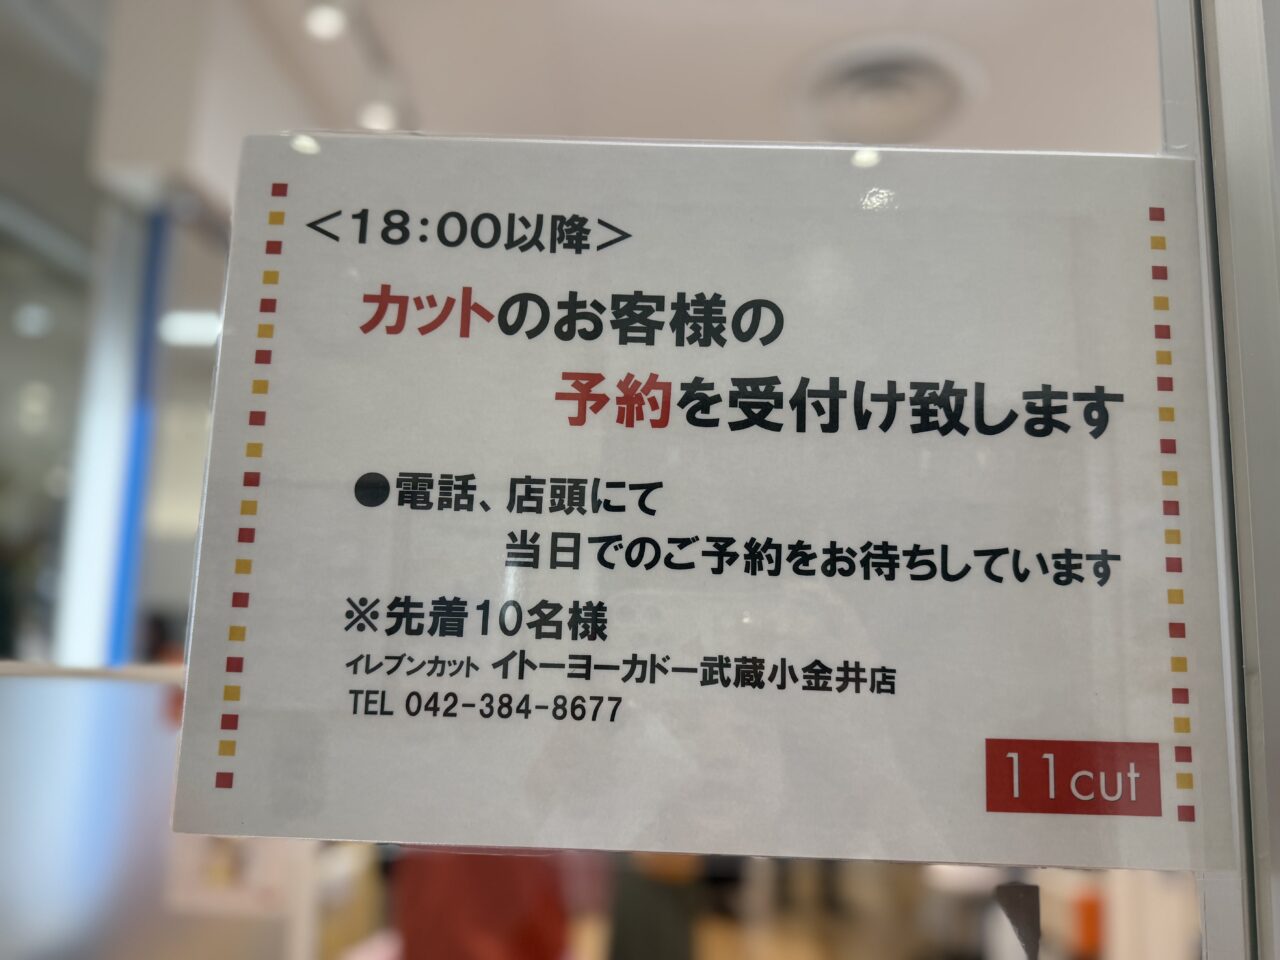 ＜18：00以降＞
カットのお客様の
予約を受付け致します
●電話、店頭にて
当日でのご予約をお待ちしています
※先着10名様
イレブンカット イトーヨーカドー武蔵小金井店
TEL 042-384-8677
11cut